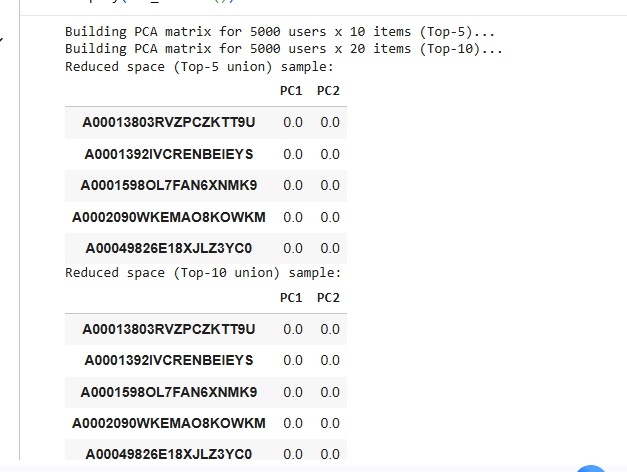 Building PCA matrix for 5000 users x 10 items (Top-5)...
Building PCA matrix for 5000 users x 20 items (Top-10)...
Reduced space (Top-5 union) sample:
PC1 PC2
A00013803RVZPCZKTT9U 0.0 0.0
A0001392IVCRENBEIEYS 0.0 0.0
A0001598OL7FAN6XNMK9 0.0 0.0
A0002090WKEMAO8KOWKM 0.0 0.0
A00049826E18XJLZ3YC0 0.0 0.0
Reduced space (Top-10 union) sample:
PC1 PC2
A00013803RVZPCZKTT9U 0.0 0.0
A0001392IVCRENBEIEYS 0.0 0.0
A0001598OL7FAN6XNMK9 0.0 0.0
A0002090WKEMAO8KOWKM 0.0 0.0
A00049826E18XJLZ3YC0 0.0 0.0